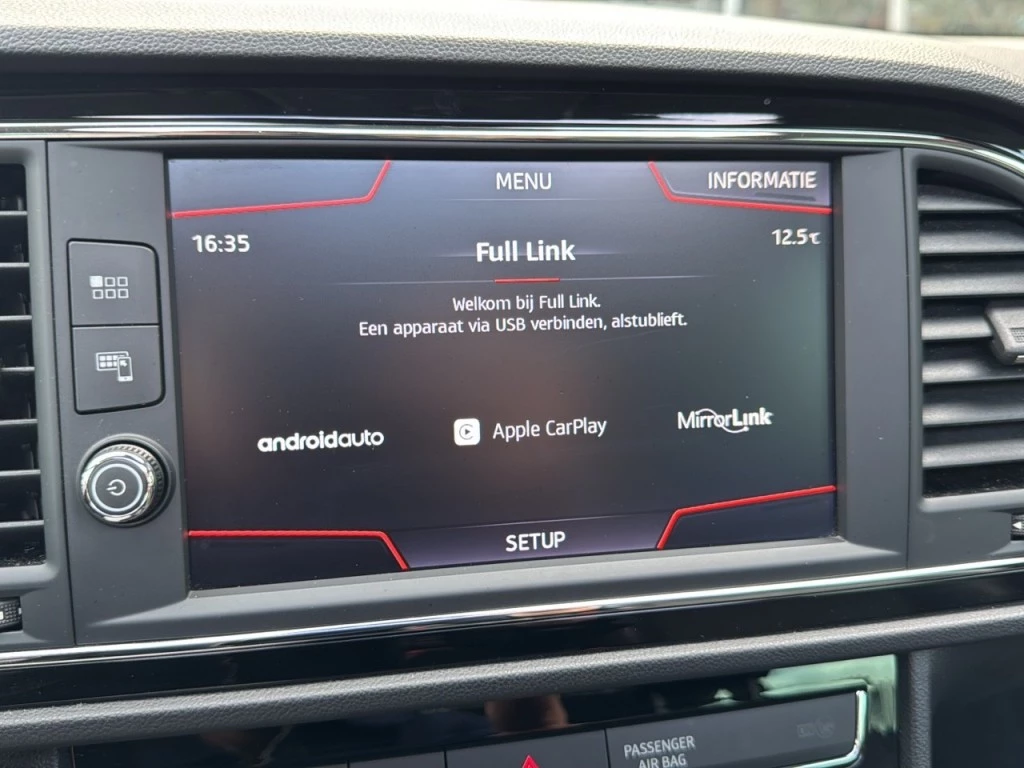 MENU
INFORMATIE
16:35
12.5℃
Full Link
Welkom bij Full Link.
Een apparaat via USB verbinden, alstublieft.
androidauto
Apple CarPlay
MirrorLink
SETUP
PASSENGER
AIR BAG